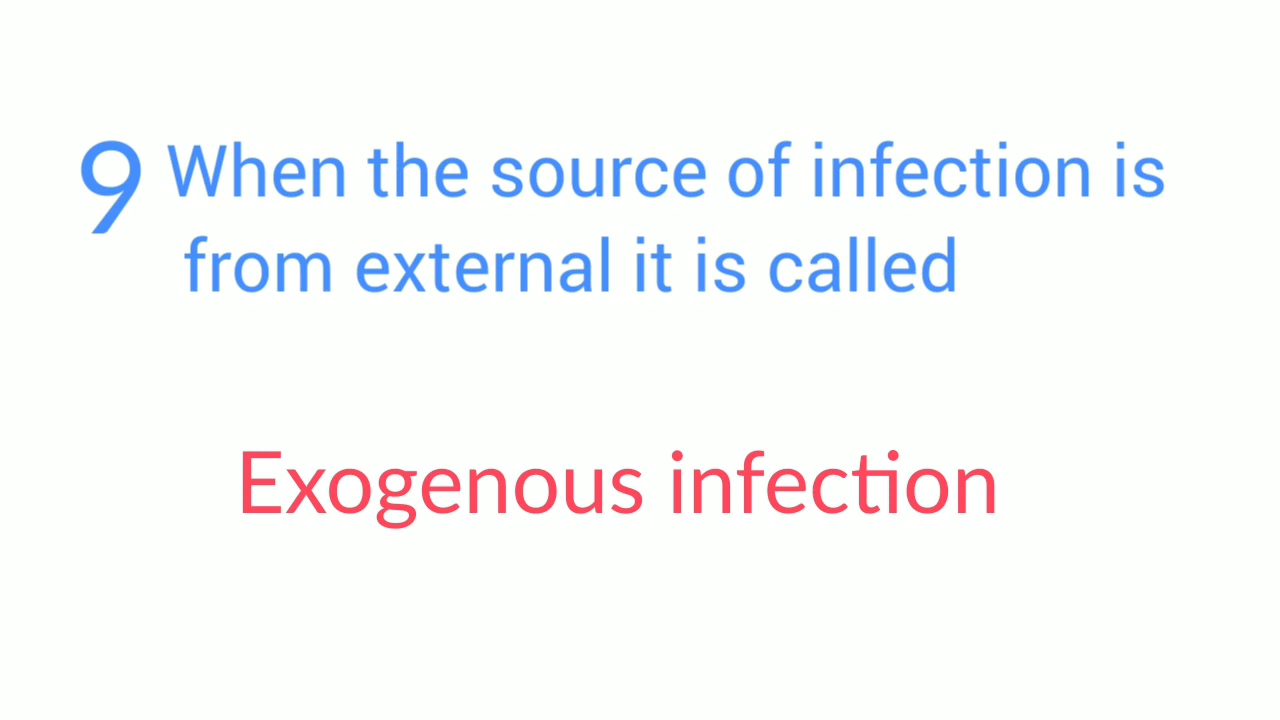 9 When the source of infection is
from external it is called
Exogenous infection